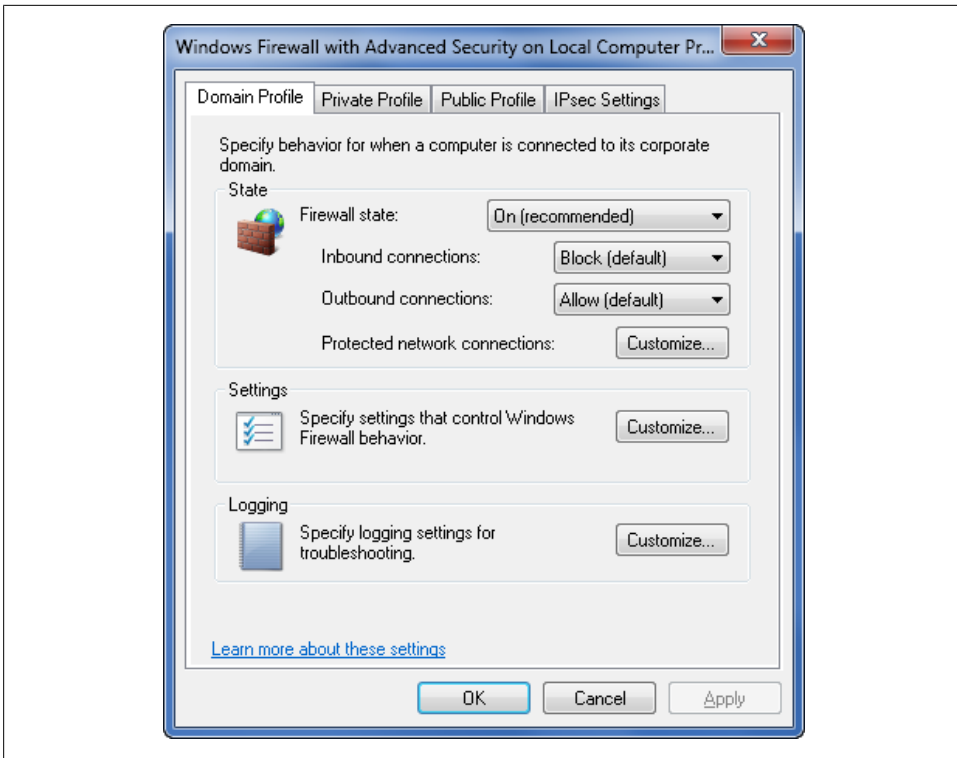 Windows Firewall with Advanced Security on Local Computer Pr...
Domain Profile Private Profile Public Profile IPsec Settings
Specify behavior for when a computer is connected to its corporate
domain.
State
Firewall state: On (recommended)
Inbound connections: Block (default)
Outbound connections: Allow (default)
Protected network connections: Customize...
Settings
Specify settings that control Windows
Firewall behavior.
Customize...
Logging
Specify logging settings for
troubleshooting.
Customize...
Learn more about these settings
OK Cancel Apply